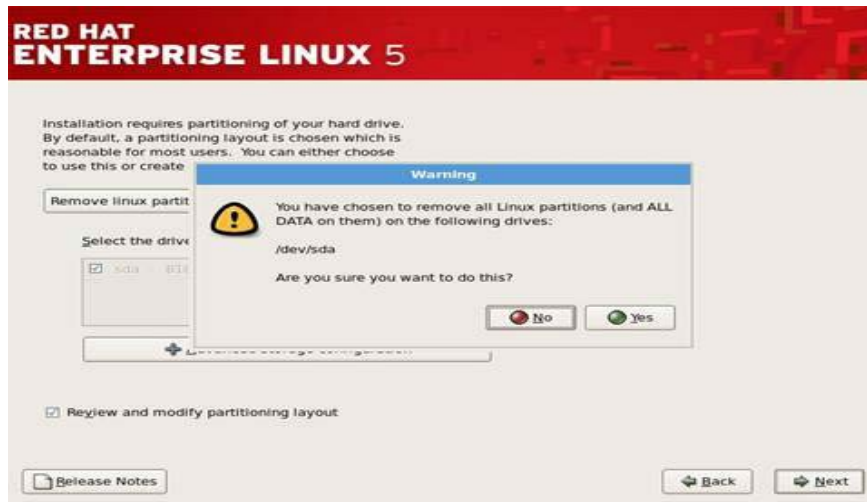 RED HAT
ENTERPRISE LINUX 5
Installation requires partitioning of your hard drive.
By default, a partitioning layout is chosen which is
reasonable for most users. You can either choose
to use this or create
Warning
Remove linux partit
You have chosen to remove all Linux partitions (and ALL
DATA on them) on the following drives:
/dev/sda
Are you sure you want to do this?
Select the drive
sda
No
Yes
Review and modify partitioning layout
Release Notes
Back
Next